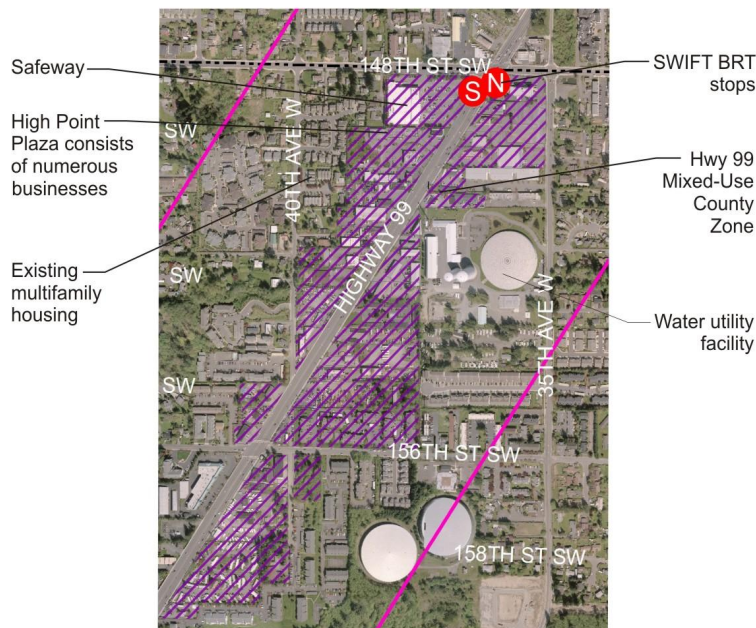 Safeway
High Point
Plaza consists
of numerous
businesses
Existing
multifamily
housing
148TH ST SW
S
N
SW
40TH AVE W
HIGHWAY 99
SW
35TH AVE W
SW
156TH ST SW
158TH ST SW
SWIFT BRT
stops
Hwy 99
Mixed-Use
County
Zone
Water utility
facility